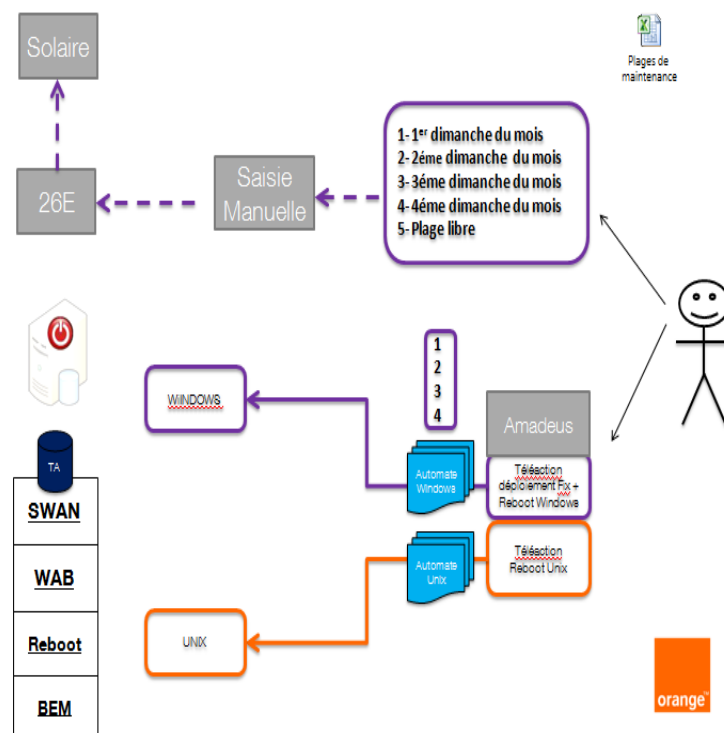 Solaire
Plages de
maintenance
1- 1er dimanche du mois
2- 2éme dimanche du mois
3- 3éme dimanche du mois
4- 4éme dimanche du mois
5- Plage libre
Saisie
Manuelle
26E
1
2
3
4
WINDOWS
Amadeus
Automate
Windows
Téléaction
déploiement Fix +
Reboot Windows
TA
SWAN
WAB
Reboot
BEM
Automate
Unix
Téléaction
Reboot Unix
UNIX
orange™